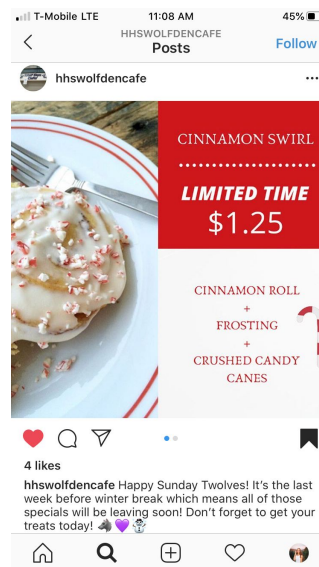 T-Mobile LTE 11:08 AM 45%
HHSWOLFDENCAFE
Posts
Follow
hhswolfdencafe
CINNAMON SWIRL
LIMITED TIME
$1.25
CINNAMON ROLL
+
FROSTING
+
CRUSHED CANDY
CANES
4 likes
hhswolfdencafe Happy Sunday Twolves! It's the last
week before winter break which means all of those
specials will be leaving soon! Don't forget to get your
treats today! 🐴💜☃️